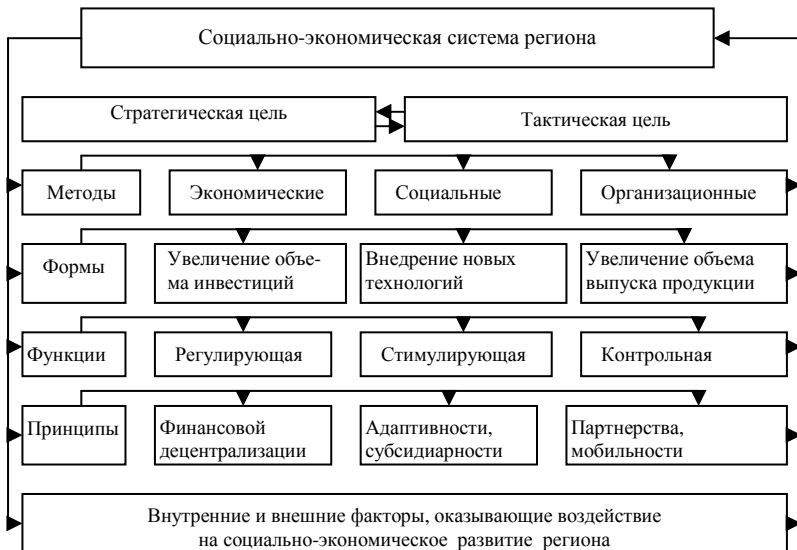 Социально-экономическая система региона
Стратегическая цель
Тактическая цель
Методы
Экономические
Социальные
Организационные
Формы
Увеличение объе-
ма инвестиций
Внедрение новых
технологий
Увеличение объема
выпуска продукции
Функции
Регулирующая
Стимулирующая
Контрольная
Принципы
Финансовой
децентрализации
Адаптивности,
субсидиарности
Партнерства,
мобильности
Внутренние и внешние факторы, оказывающие воздействие
на социально-экономическое развитие региона